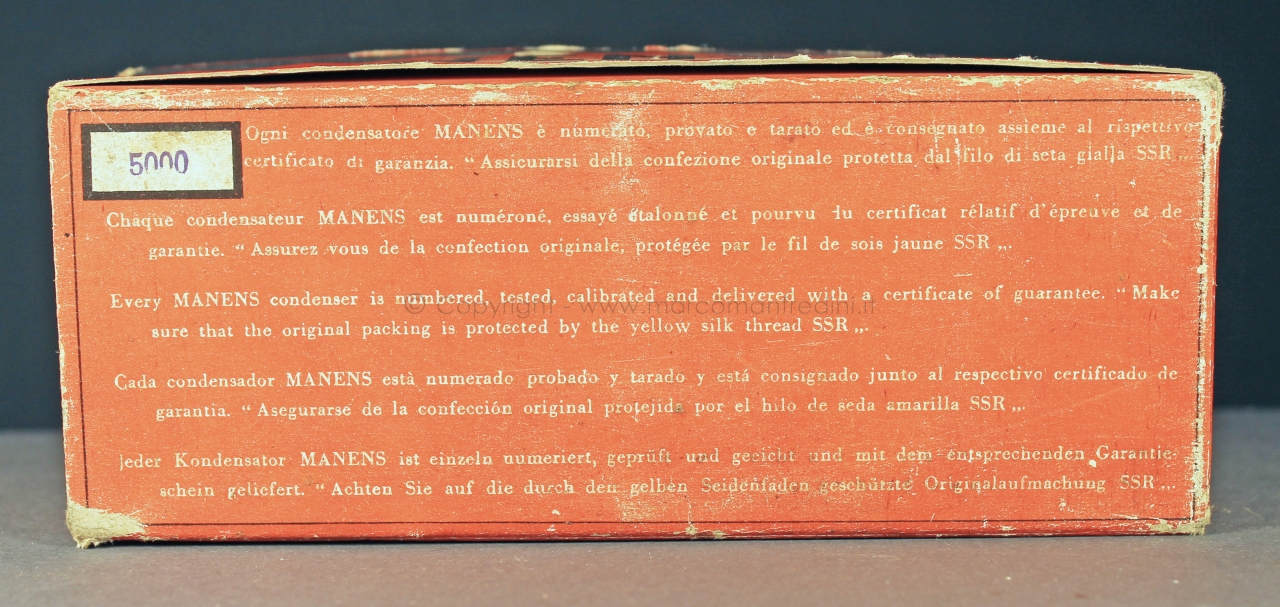 5000
Ogni condensatore MANENS è numerato, provato e tarato ed è consegnato assieme al rispettivo
certificato di garanzia. “ Assicurarsi della confezione originale protetta dal filo di seta gialla SSR „.
Chaque condensateur MANENS est numéroné, essayé étalonné et pourvu du certificat rélatif d'épreuve et de
garantie. “ Assurez vous de la confection originale, protégée par le fil de sois jaune SSR „.
Every MANENS condenser is numbered, tested, calibrated and delivered with a certificate of guarantee. “ Make
sure that the original packing is protected by the yellow silk thread SSR „.
© Copyright - www.marcomanfredini.it
Cada condensador MANENS està numerado probado y tarado y está consignado junto al respectivo certificado de
garantia. “ Asegurarse de la confección original protejida por el hilo de seda amarilla SSR „.
Jeder Kondensator MANENS ist einzeln numeriert, geprüft und geeicht und mit dem entsprechenden Garantie-
schein geliefert. “ Achten Sie auf die durch den gelben Seidenfaden geschützte Originalaufmachung SSR „.